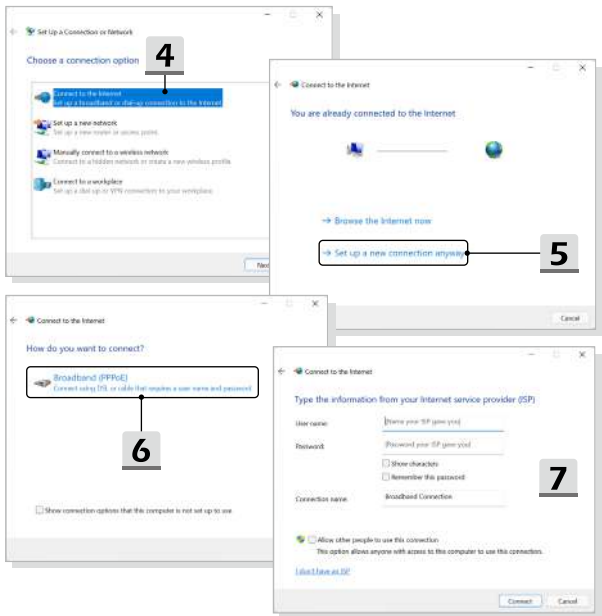 Set Up a Connection or Network
Choose a connection option
4
Connect to the Internet
Set up a broadband or dial-up connection to the Internet.
Set up a new network
Set up a new router or access point.
Manually connect to a wireless network
Connect to a hidden network or create a new wireless profile.
Connect to a workplace
Set up a dial-up or VPN connection to your workplace.
Connect to the Internet
You are already connected to the Internet
→ Browse the Internet now
→ Set up a new connection anyway
5
Cancel
Connect to the Internet
How do you want to connect?
Broadband (PPPoE)
Connect using DSL or cable that requires a user name and password.
6
Show connection options that this computer is not set up to use
Connect to the Internet
Type the information from your Internet service provider (ISP)
User name:
[Name your ISP gave you]
Password:
[Password your ISP gave you]
Show characters
Remember this password
7
Connection name:
Broadband Connection
Allow other people to use this connection
This option allows anyone with access to this computer to use this connection.
I don't have an ISP
Connect
Cancel